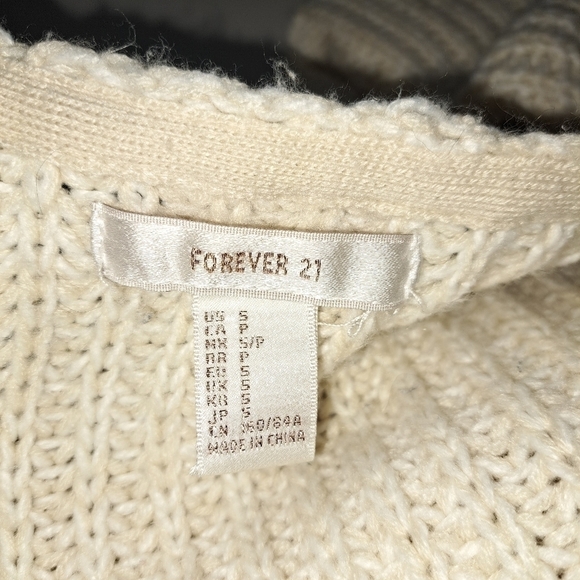 FOREVER 21
US S
CA P
MX S/P
BR P
EU S
UK S
KR S
JP S
CN 160/84A
MADE IN CHINA